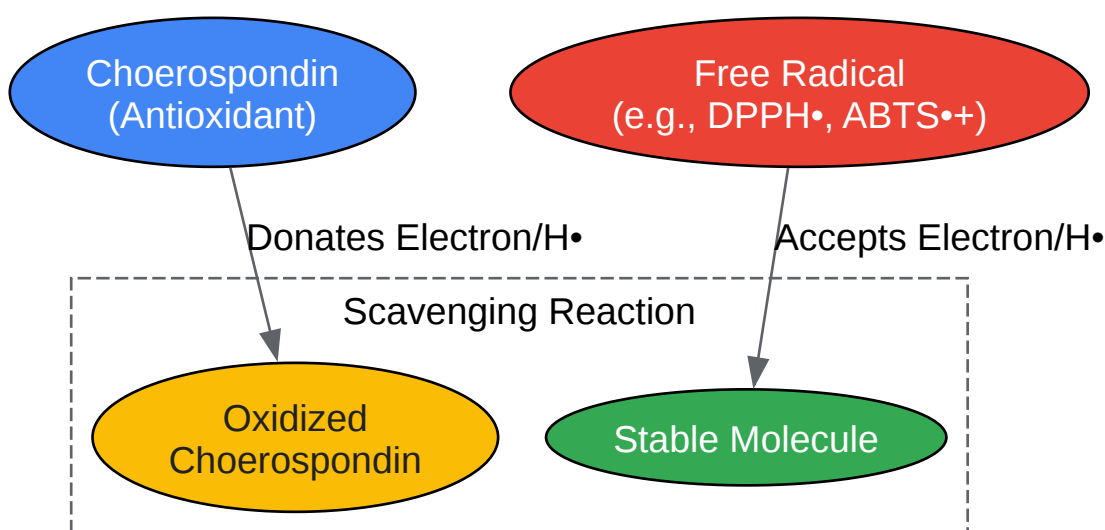 Choerospondin
(Antioxidant)
Free Radical
(e.g., DPPH•, ABTS•+)
Donates Electron/H•
Accepts Electron/H•
Scavenging Reaction
Oxidized
Choerospondin
Stable Molecule